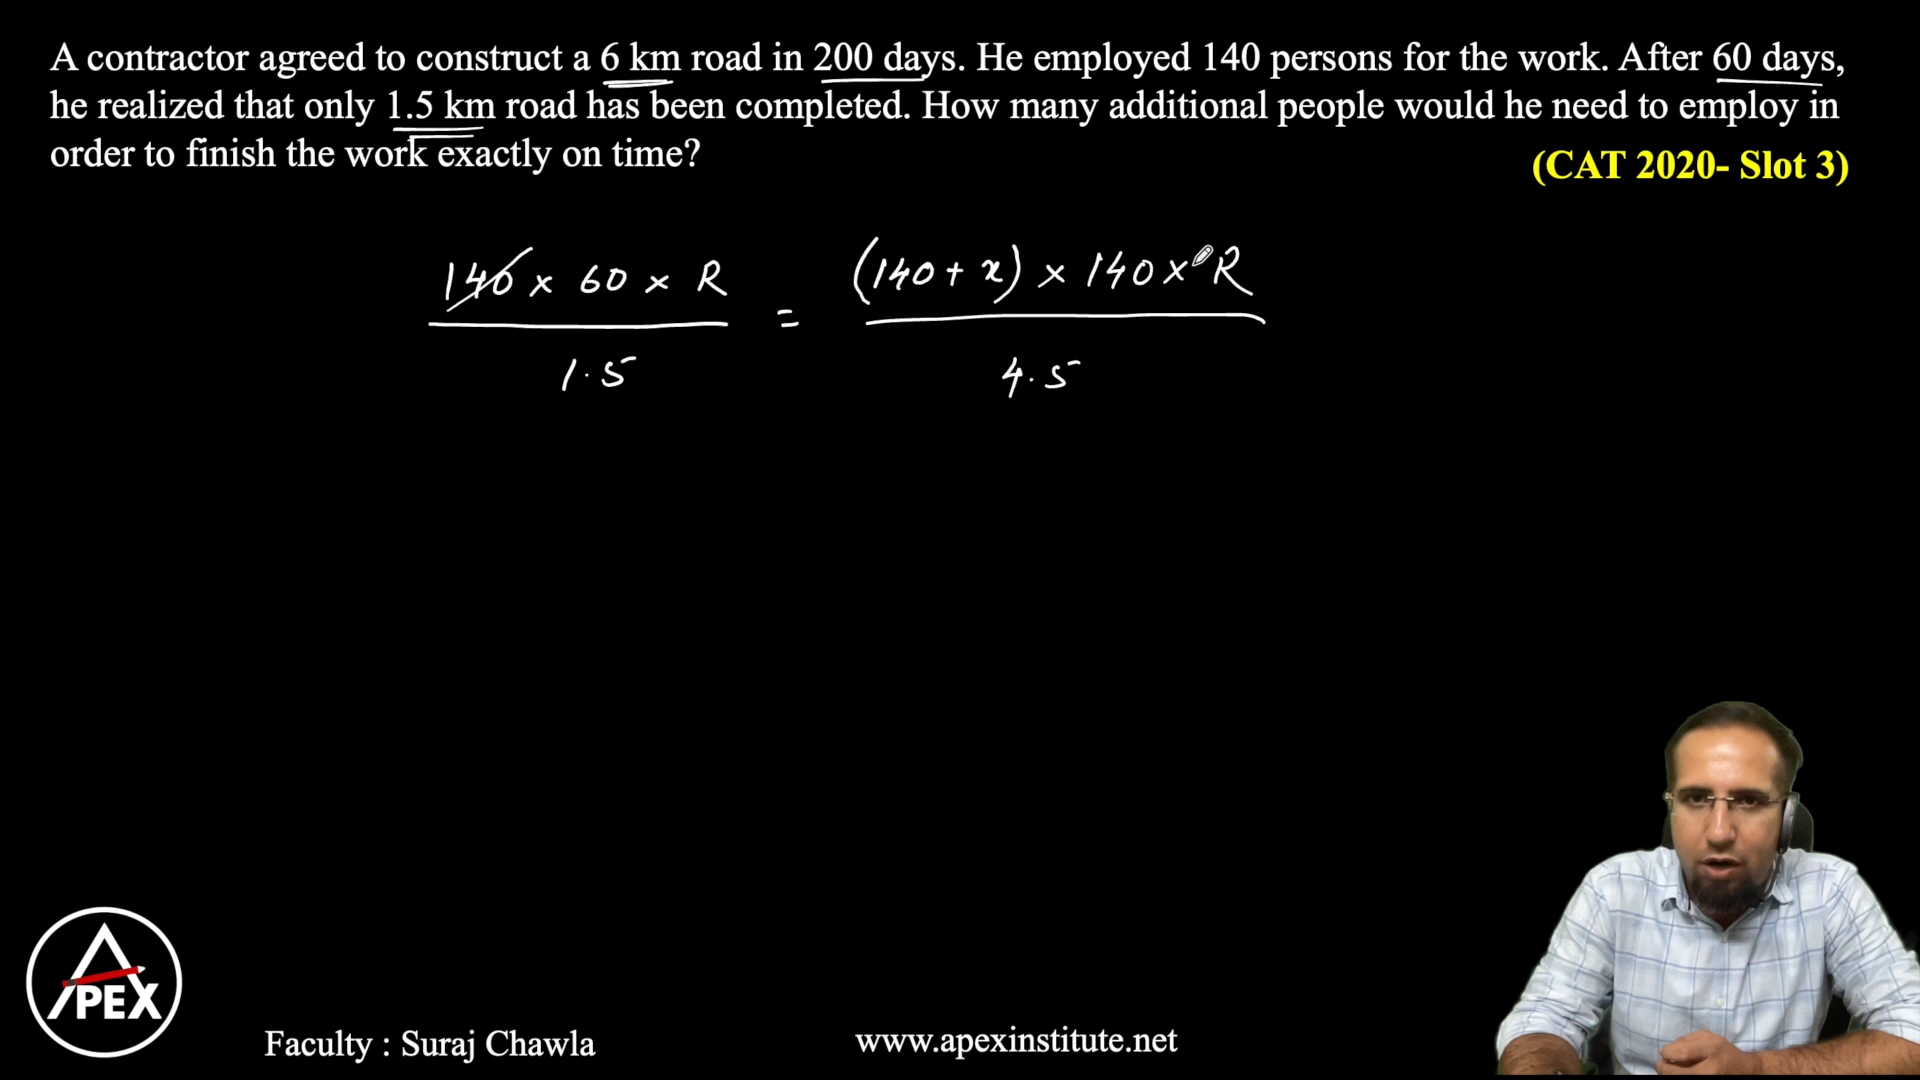 A contractor agreed to construct a 6 km road in 200 days. He employed 140 persons for the work. After 60 days,
he realized that only 1.5 km road has been completed. How many additional people would he need to employ in
order to finish the work exactly on time?
(CAT 2020- Slot 3)
140 × 60 × R = (140 + x) × 140 × R
1.5 4.5
APEX
Faculty : Suraj Chawla
www.apexinstitute.net